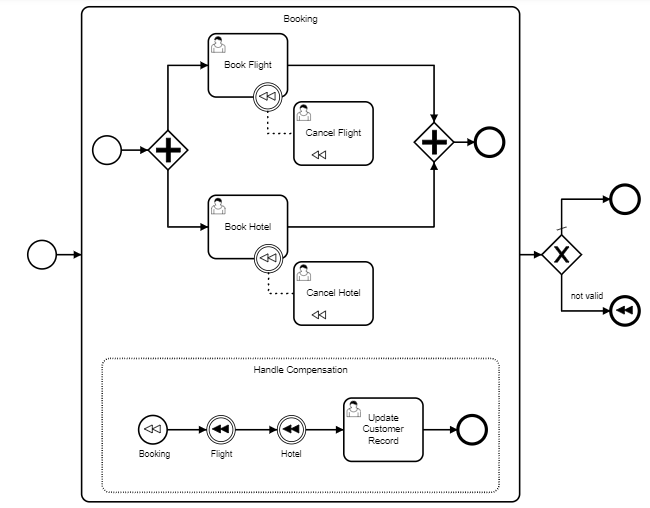 Booking
Book Flight
Cancel Flight
Book Hotel
Cancel Hotel
not valid
Handle Compensation
Update
Customer
Record
Booking
Flight
Hotel